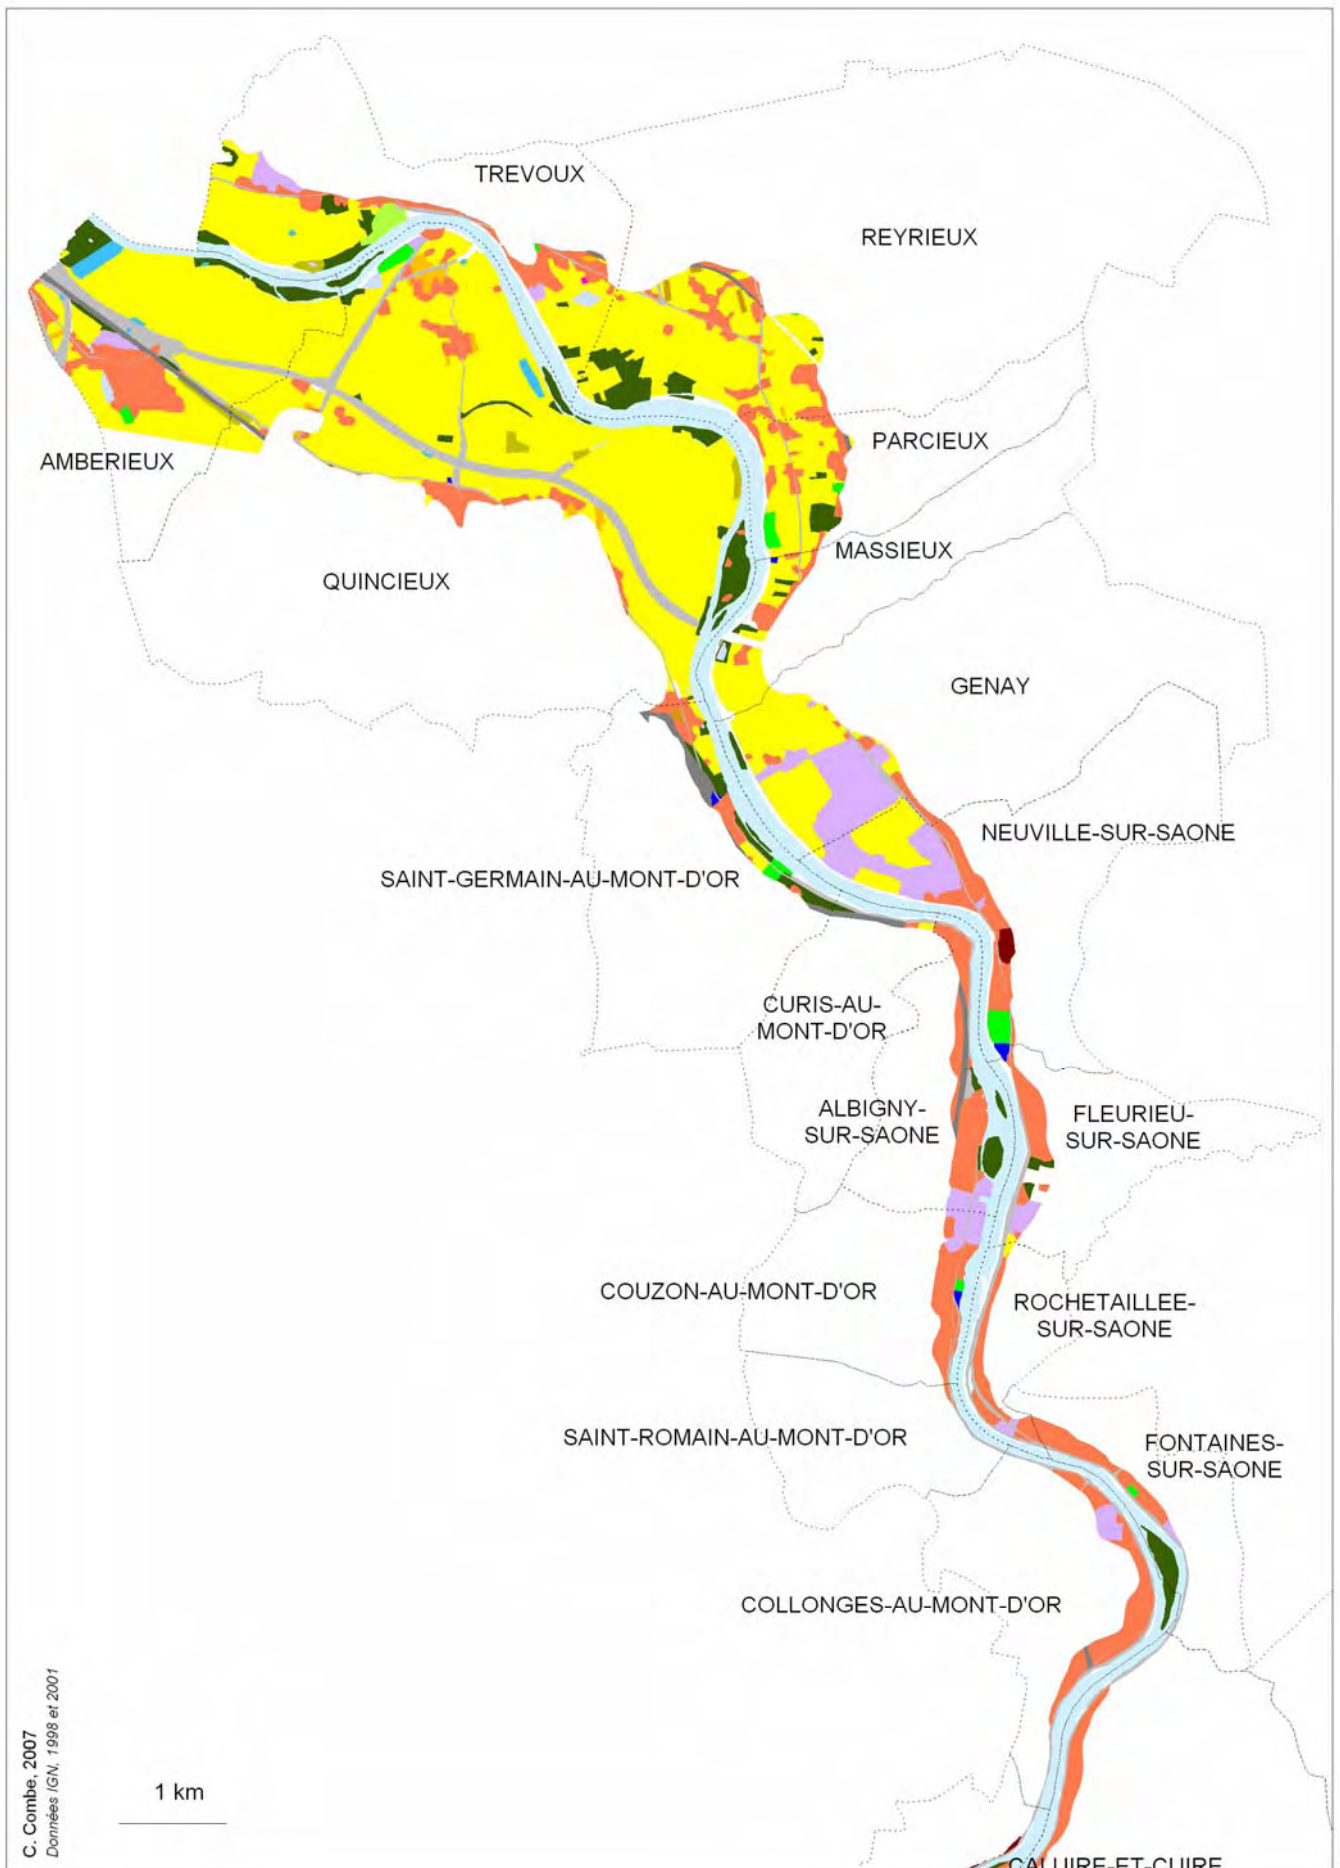 TREVOUX
REYRIEUX
PARCIEUX
AMBERIEUX
MASSIEUX
QUINCIEUX
GENAY
NEUVILLE-SUR-SAONE
SAINT-GERMAIN-AU-MONT-D'OR
CURIS-AU-
MONT-D'OR
ALBIGNY-
SUR-SAONE
FLEURIEU-
SUR-SAONE
COUZON-AU-MONT-D'OR
ROCHETAILLEE-
SUR-SAONE
SAINT-ROMAIN-AU-MONT-D'OR
FONTAINES-
SUR-SAONE
COLLONGES-AU-MONT-D'OR
C. Combe, 2007
Données IGN, 1998 et 2001
1 km
CALUIRE-ET-CUIRE